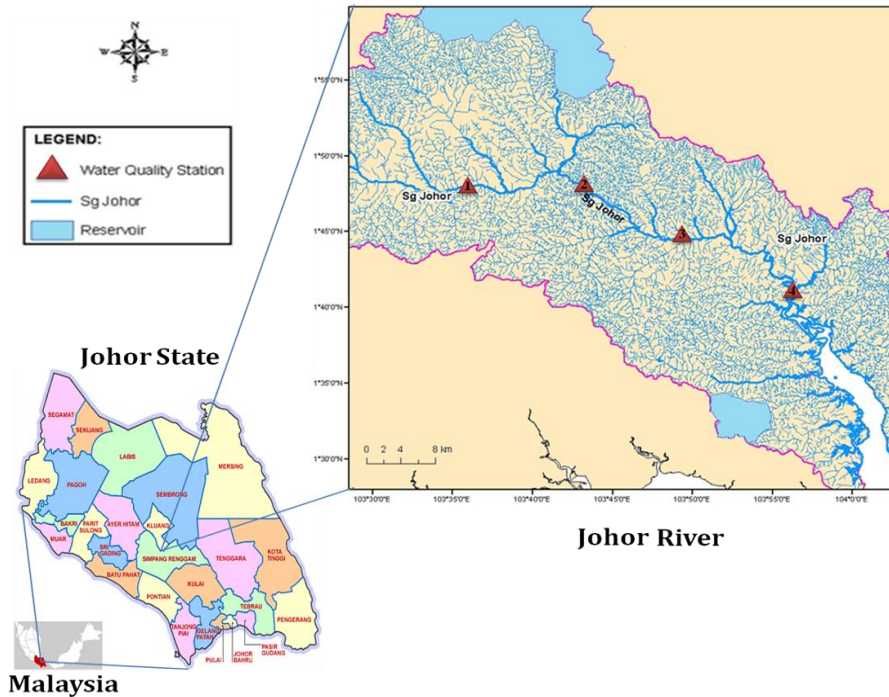 N
W E
S
LEGEND:
Water Quality Station
Sg Johor
Reservoir
1°55'0"N
1°50'0"N
1°45'0"N
1°40'0"N
1°35'0"N
1°30'0"N
1
2
3
4
Sg Johor
Sg Johor
Sg Johor
0 2 4 8 km
103°30'0"E 103°35'0"E 103°40'0"E 103°45'0"E 103°50'0"E 103°55'0"E 104°0'0"E
Johor River
Johor State
SEGAMAT
SEKIJANG
LABIS
MERSING
LEDANG
PAGOH
SEMBRONG
BAKRI
PARIT
SULONG
AYER HITAM
KLUANG
MUAR
SRI
GADING
SIMPANG RENGGAM
TENGGARA
KOTA
TINGGI
BATU PAHAT
KULAI
PONTIAN
TEBRAU
PENGERANG
TANJONG
PIAI
GELANG
PATAH
PULAI
JOHOR
BAHRU
PASIR
GUDANG
Malaysia